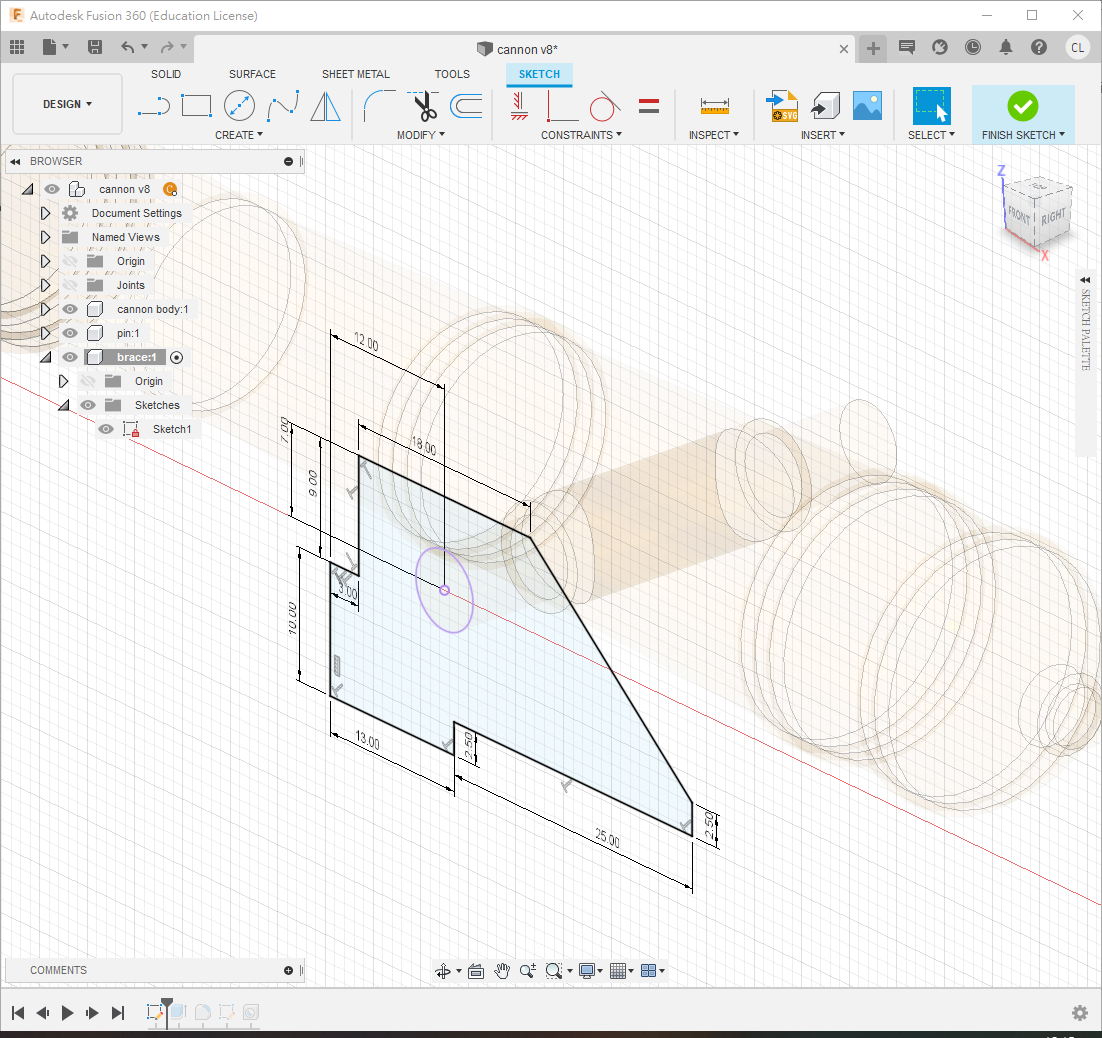 Autodesk Fusion 360 (Education License)
cannon v8*
CL
DESIGN
SOLID
SURFACE
SHEET METAL
TOOLS
SKETCH
CREATE
MODIFY
CONSTRAINTS
INSPECT
SVG
INSERT
SELECT
FINISH SKETCH
BROWSER
cannon v8
Document Settings
Named Views
Origin
Joints
cannon body:1
pin:1
brace:1
Origin
Sketches
Sketch1
Z
TOP
FRONT
RIGHT
X
SKETCH PALETTE
12.00
18.00
7.00
9.00
3.00
10.00
13.00
2.50
25.00
2.50
COMMENTS